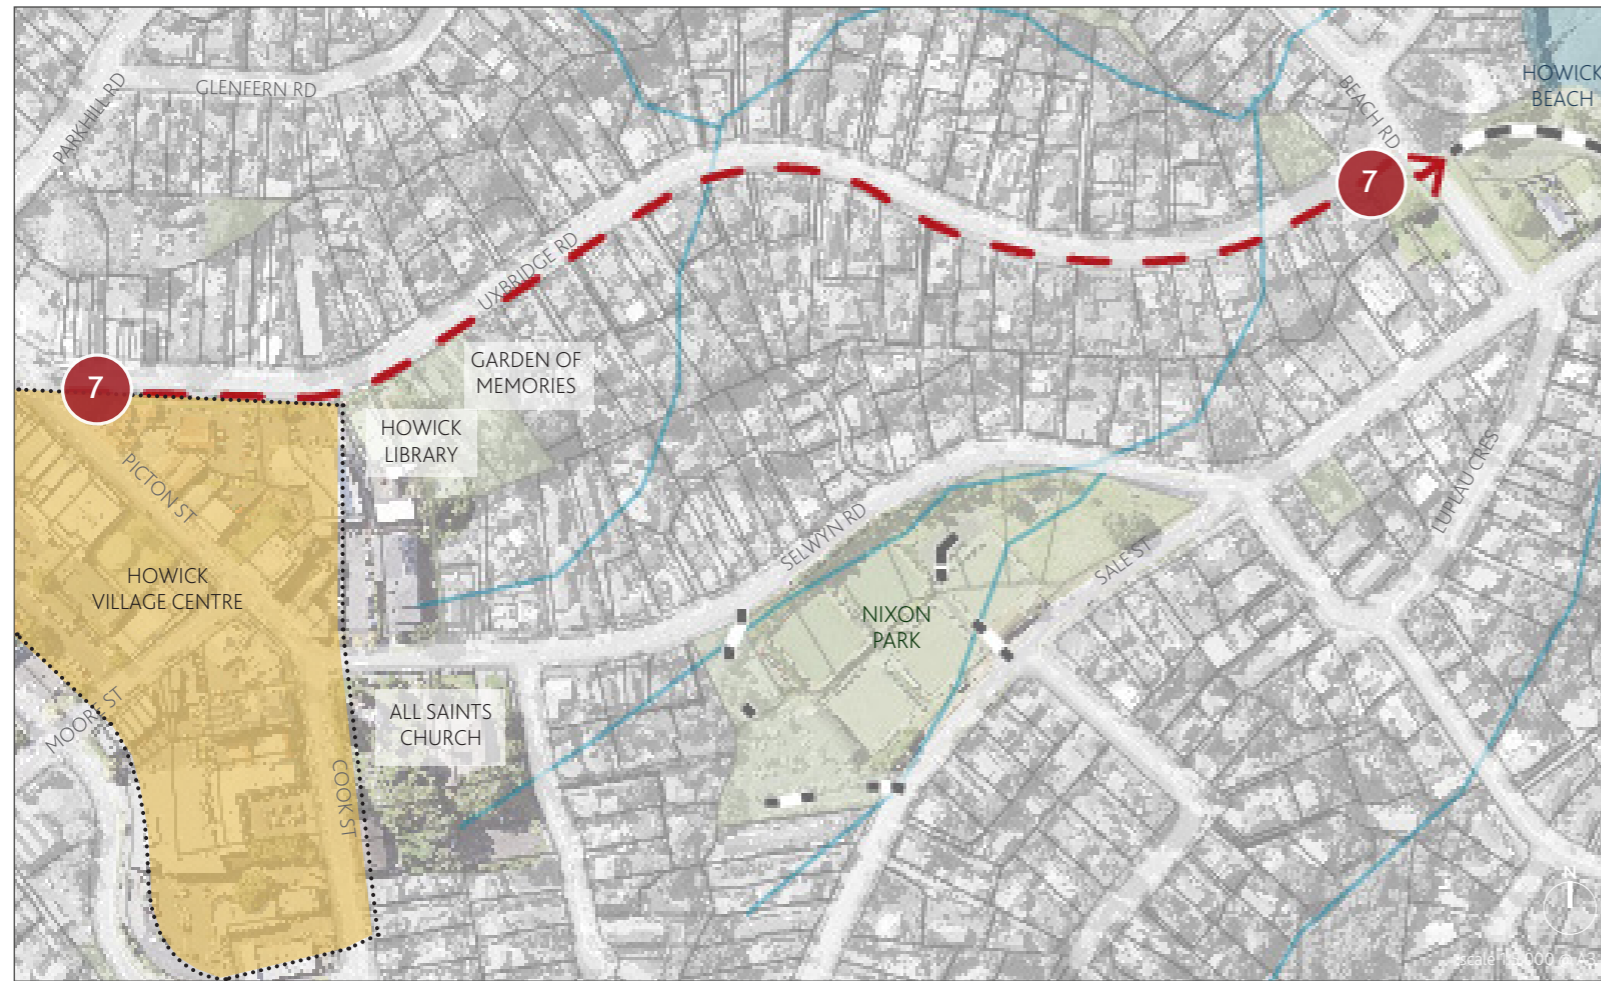 HOWICK
BEACH
BEACH RD
GLENFERN RD
PARKHILL RD
7
UXBRIDGE RD
GARDEN OF
MEMORIES
7
HOWICK
LIBRARY
PICTON ST
LUPLAU CRES
SELWYN RD
SALE ST
HOWICK
VILLAGE CENTRE
NIXON
PARK
MOORE ST
ALL SAINTS
CHURCH
COOK ST
N